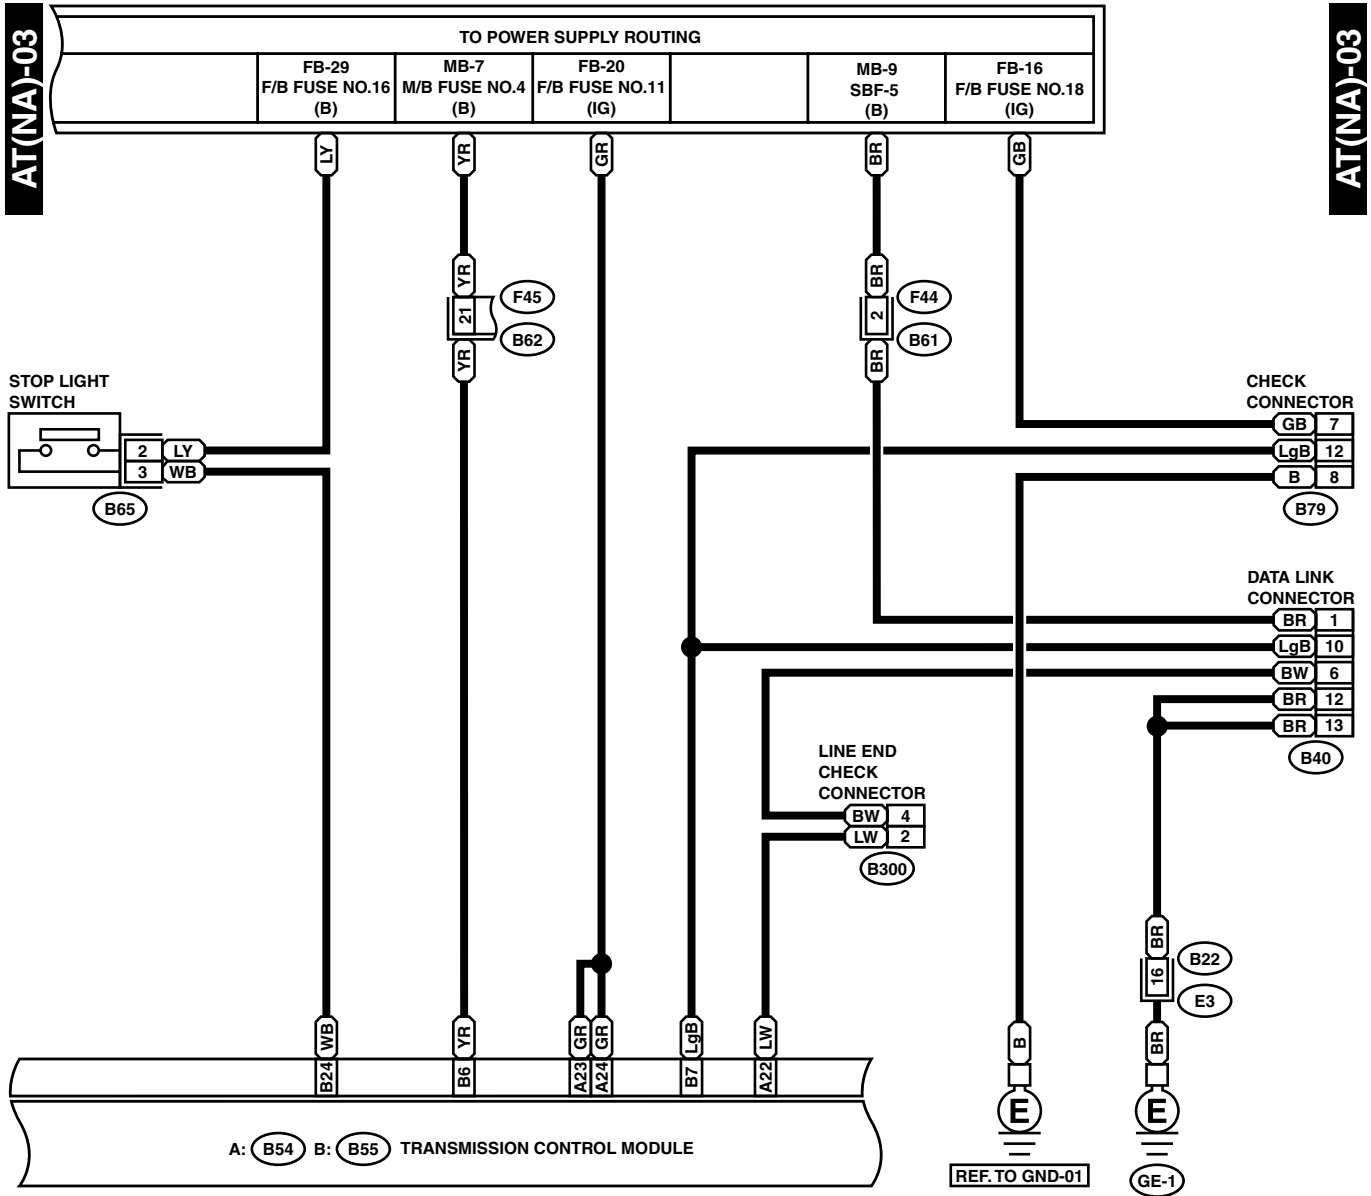 AT(NA)-03
AT(NA)-03
TO POWER SUPPLY ROUTING
FB-29
F/B FUSE NO.16
(B)
MB-7
M/B FUSE NO.4
(B)
FB-20
F/B FUSE NO.11
(IG)
MB-9
SBF-5
(B)
FB-16
F/B FUSE NO.18
(IG)
LY
YR
GR
BR
GB
YR
21
F45
B62
YR
BR
2
F44
B61
BR
STOP LIGHT
SWITCH
2 LY
3 WB
B65
CHECK
CONNECTOR
GB 7
LgB 12
B 8
B79
DATA LINK
CONNECTOR
BR 1
LgB 10
BW 6
BR 12
BR 13
B40
LINE END
CHECK
CONNECTOR
BW 4
LW 2
B300
BR
16
B22
E3
BR
WB
YR
GR
GR
LgB
LW
B
B24
B6
A23
A24
B7
A22
A: B54 B: B55 TRANSMISSION CONTROL MODULE
E
REF. TO GND-01
E
GE-1